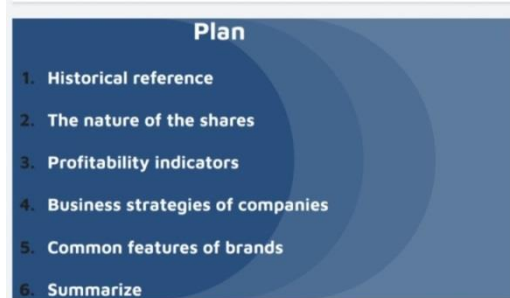 Plan
1. Historical reference
2. The nature of the shares
3. Profitability indicators
4. Business strategies of companies
5. Common features of brands
6. Summarize